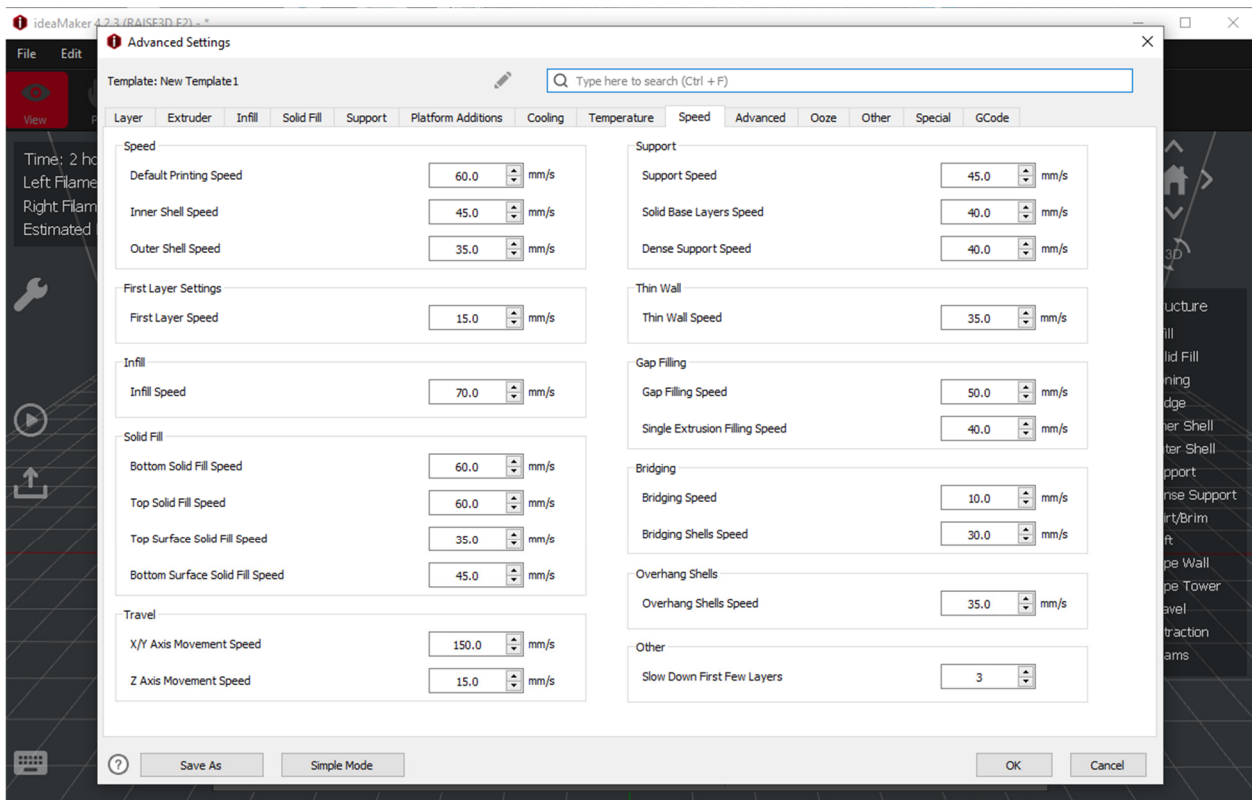 ideaMaker 4.2.3 (RAISE3D E2) - *
File Edit
View
Time: 2 ho
Left Filame
Right Filam
Estimated
Advanced Settings
Template: New Template1
Type here to search (Ctrl + F)
Layer Extruder Infill Solid Fill Support Platform Additions Cooling Temperature Speed Advanced Ooze Other Special GCode
Speed
Default Printing Speed 60.0 mm/s
Inner Shell Speed 45.0 mm/s
Outer Shell Speed 35.0 mm/s
First Layer Settings
First Layer Speed 15.0 mm/s
Infill
Infill Speed 70.0 mm/s
Solid Fill
Bottom Solid Fill Speed 60.0 mm/s
Top Solid Fill Speed 60.0 mm/s
Top Surface Solid Fill Speed 35.0 mm/s
Bottom Surface Solid Fill Speed 45.0 mm/s
Travel
X/Y Axis Movement Speed 150.0 mm/s
Z Axis Movement Speed 15.0 mm/s
Support
Support Speed 45.0 mm/s
Solid Base Layers Speed 40.0 mm/s
Dense Support Speed 40.0 mm/s
Thin Wall
Thin Wall Speed 35.0 mm/s
Gap Filling
Gap Filling Speed 50.0 mm/s
Single Extrusion Filling Speed 40.0 mm/s
Bridging
Bridging Speed 10.0 mm/s
Bridging Shells Speed 30.0 mm/s
Overhang Shells
Overhang Shells Speed 35.0 mm/s
Other
Slow Down First Few Layers 3
Save As Simple Mode OK Cancel
3D
ucture
ill
lid Fill
ning
dge
ner Shell
ter Shell
pport
nse Support
irt/Brim
ft
pe Wall
pe Tower
avel
traction
ams